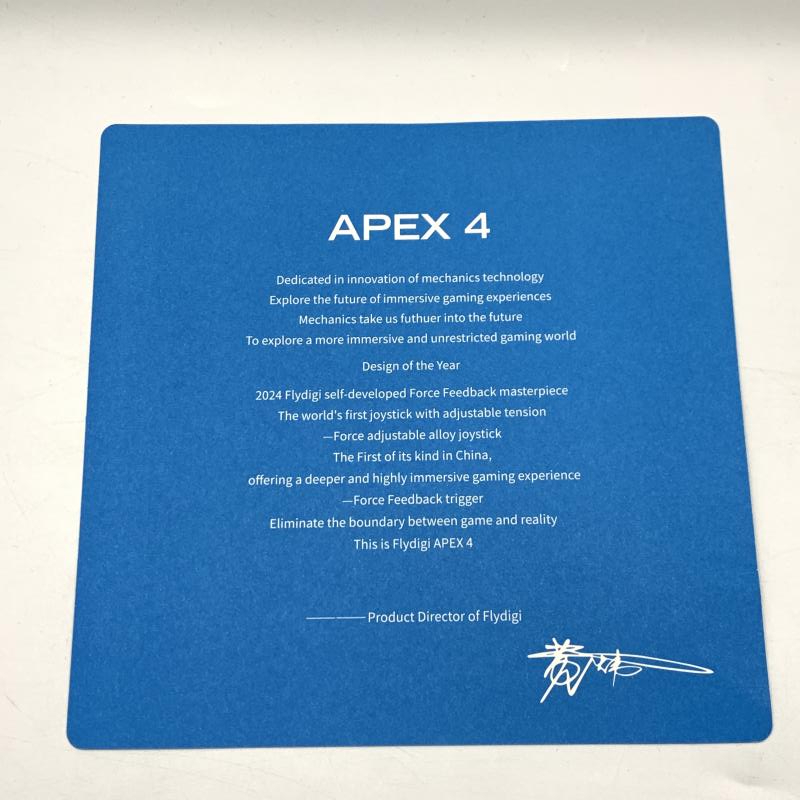 APEX 4
Dedicated in innovation of mechanics technology
Explore the future of immersive gaming experiences
Mechanics take us futhuer into the future
To explore a more immersive and unrestricted gaming world
Design of the Year
2024 Flydigi self-developed Force Feedback masterpiece
The world's first joystick with adjustable tension
—Force adjustable alloy joystick
The First of its kind in China,
offering a deeper and highly immersive gaming experience
—Force Feedback trigger
Eliminate the boundary between game and reality
This is Flydigi APEX 4
————Product Director of Flydigi